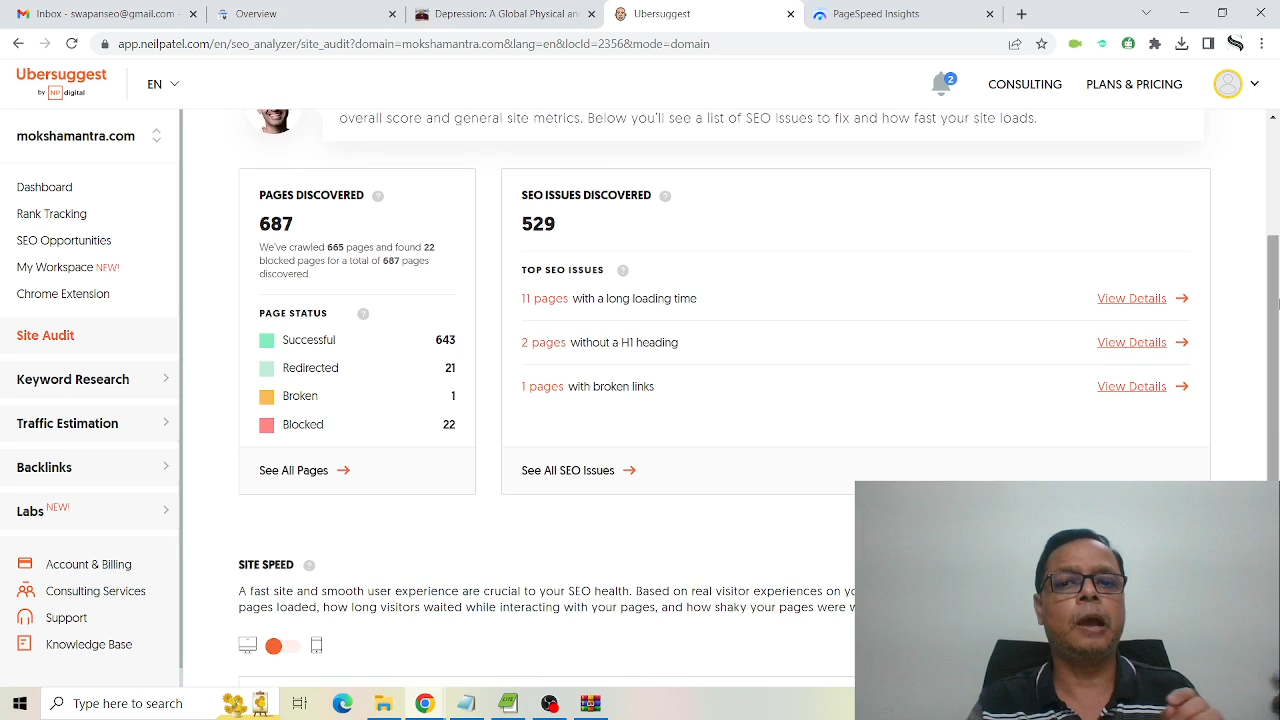 Inbox - swapanseo@gmail.com
Overview
Depression: A Global Physical and
Ubersuggest
PageSpeed Insights
app.neilpatel.com/en/seo_analyzer/site_audit?domain=mokshamantra.com&lang=en&locId=2356&mode=domain
Ubersuggest
by NP digital
EN
2
CONSULTING
PLANS & PRICING
mokshamantra.com
Dashboard
Rank Tracking
SEO Opportunities
My Workspace NEW!
Chrome Extension
Site Audit
Keyword Research
Traffic Estimation
Backlinks
Labs NEW!
Account & Billing
Consulting Services
Support
Knowledge Base
overall score and general site metrics. Below you'll see a list of SEO Issues to fix and how fast your site loads.
PAGES DISCOVERED ?
687
We've crawled 665 pages and found 22
blocked pages for a total of 687 pages
discovered.
PAGE STATUS ?
Successful 643
Redirected 21
Broken 1
Blocked 22
See All Pages
SEO ISSUES DISCOVERED ?
529
TOP SEO ISSUES ?
11 pages with a long loading time View Details
2 pages without a H1 heading View Details
1 pages with broken links View Details
See All SEO Issues
SITE SPEED ?
A fast site and smooth user experience are crucial to your SEO health. Based on real visitor experiences on
pages loaded, how long visitors waited while interacting with your pages, and how shaky your pages
Type here to search